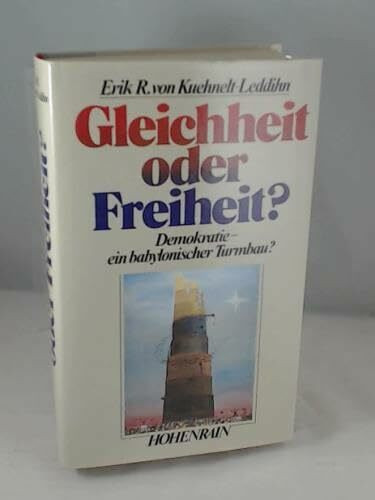 Erik R. von Kuehnelt-Leddihn
Gleichheit
oder
Freiheit?
Demokratie –
ein babylonischer Turmbau?
HOHENRAIN